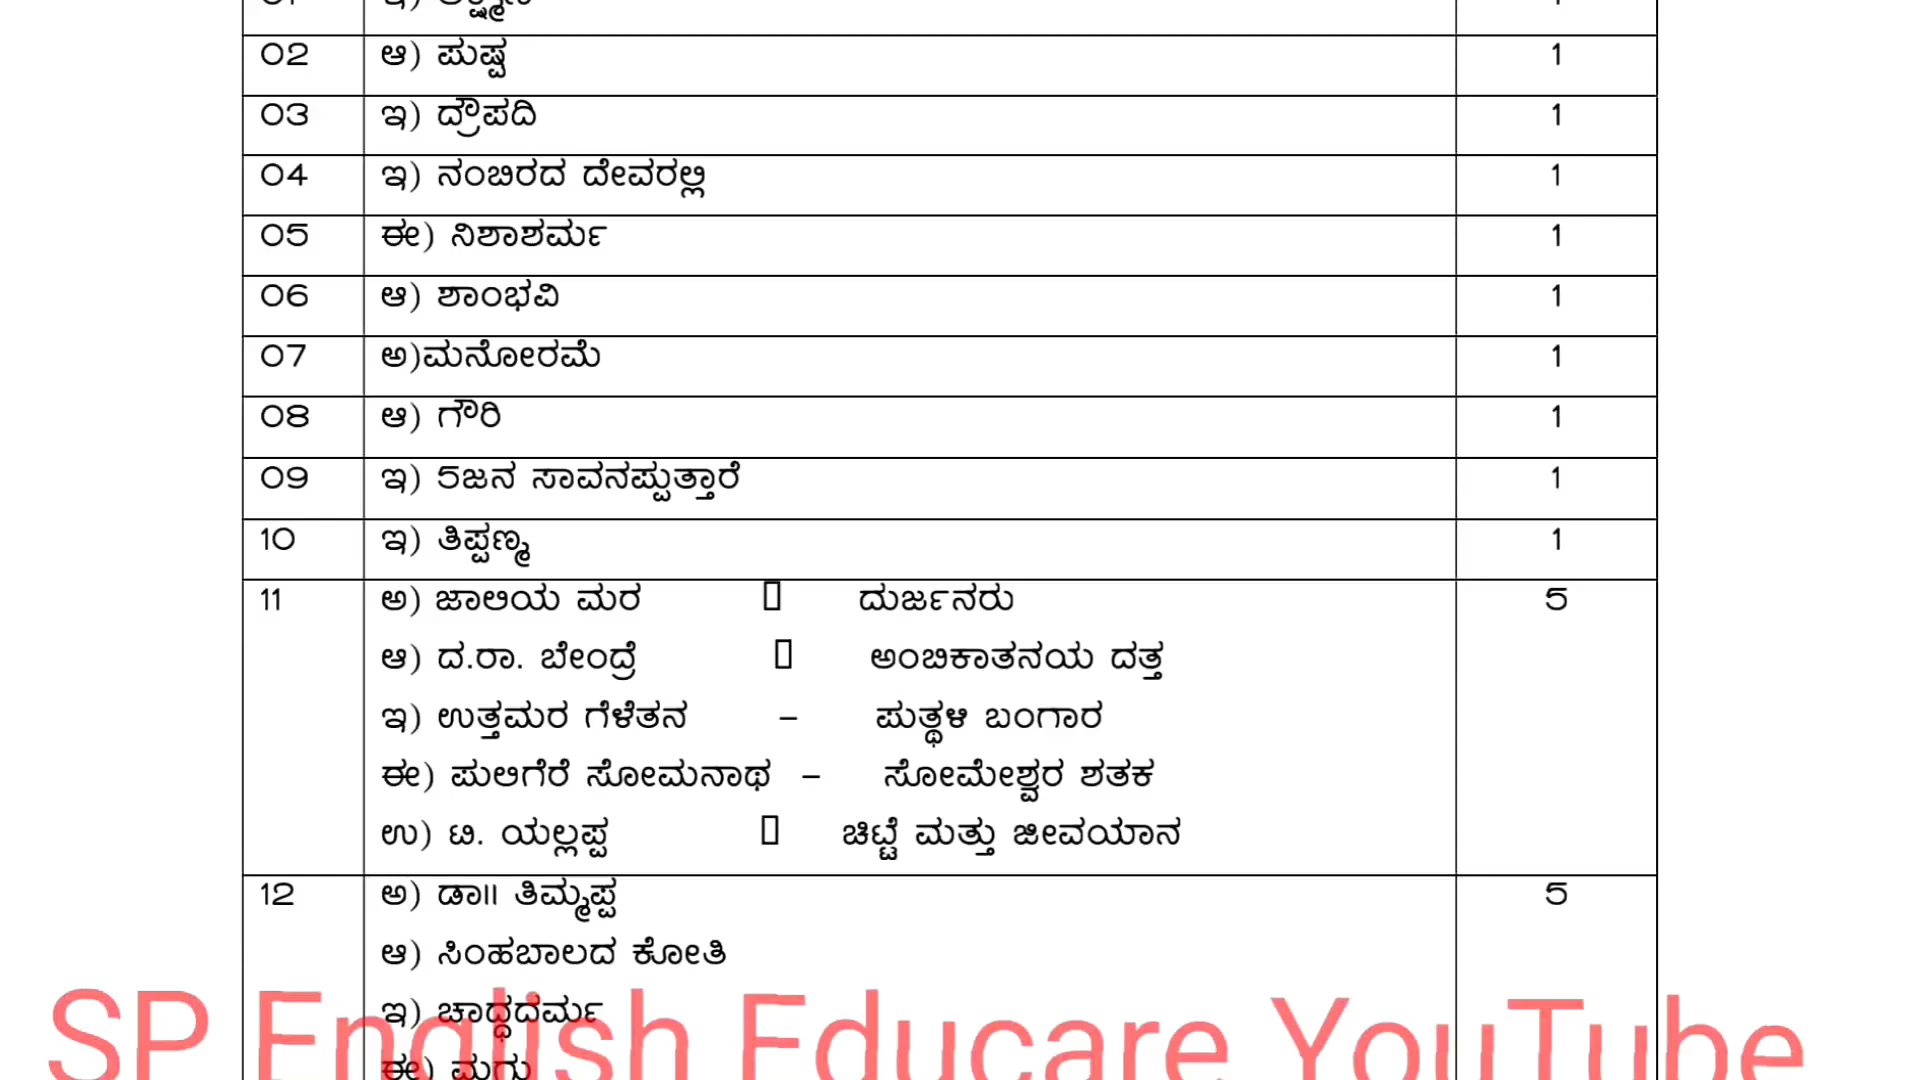 02 ಆ) ಪುಷ್ಪ 1
03 ಇ) ದ್ರೌಪದಿ 1
04 ಇ) ನಂಬಿರದ ದೇವರಲ್ಲಿ 1
05 ಈ) ನಿಶಾಶರ್ಮ 1
06 ಆ) ಶಾಂಭವಿ 1
07 ಅ)ಮನೋರಮೆ 1
08 ಆ) ಗೌರಿ 1
09 ಇ) 5ಜನ ಸಾವನಪ್ಪುತ್ತಾರೆ 1
10 ಇ) ತಿಪ್ಪಣ್ಮ 1
11 ಅ) ಜಾಲಿಯ ಮರ ದುರ್ಜನರು 5
ಆ) ದ.ರಾ. ಬೇಂದ್ರೆ ಅಂಬಿಕಾತನಯ ದತ್ತ
ಇ) ಉತ್ತಮರ ಗೆಳೆತನ – ಪುತ್ಥಳಿ ಬಂಗಾರ
ಈ) ಪುಲಿಗೆರೆ ಸೋಮನಾಥ – ಸೋಮೇಶ್ವರ ಶತಕ
ಉ) ಟಿ. ಯಲ್ಲಪ್ಪ ಚಿಟ್ಟೆ ಮತ್ತು ಜೀವಯಾನ
12 ಅ) ಡಾ॥ ತಿಮ್ಮಪ್ಪ 5
ಆ) ಸಿಂಹಬಾಲದ ಕೋತಿ
ಇ)
ಈ) ಮಗು
SP English Educare YouTube